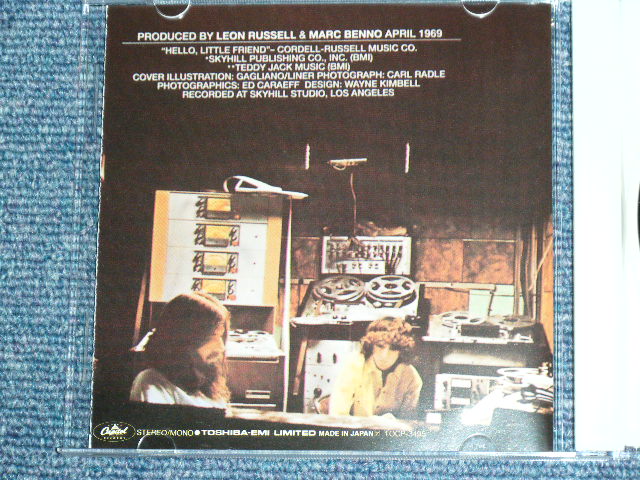 PRODUCED BY LEON RUSSELL & MARC BENNO APRIL 1969
"HELLO, LITTLE FRIEND"– CORDELL-RUSSELL MUSIC CO.
*SKYHILL PUBLISHING CO., INC. (BMI)
**TEDDY JACK MUSIC (BMI)
COVER ILLUSTRATION: GAGLIANO/LINER PHOTOGRAPH: CARL RADLE
PHOTOGRAPHICS: ED CARAEFF DESIGN: WAYNE KIMBELL
RECORDED AT SKYHILL STUDIO, LOS ANGELES
Capitol
STEREO/MONO ● TOSHIBA-EMI LIMITED MADE IN JAPAN